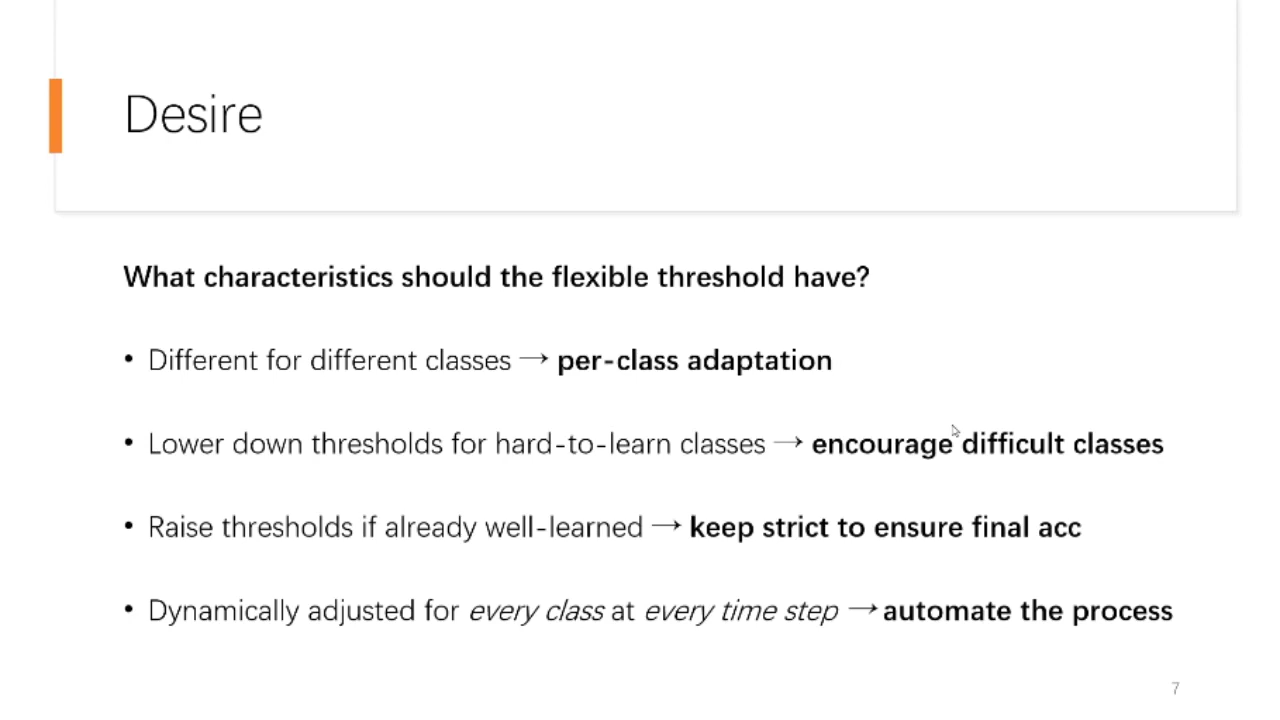 Desire
What characteristics should the flexible threshold have?
• Different for different classes → per-class adaptation
• Lower down thresholds for hard-to-learn classes → encourage difficult classes
• Raise thresholds if already well-learned → keep strict to ensure final acc
• Dynamically adjusted for every class at every time step → automate the process
7